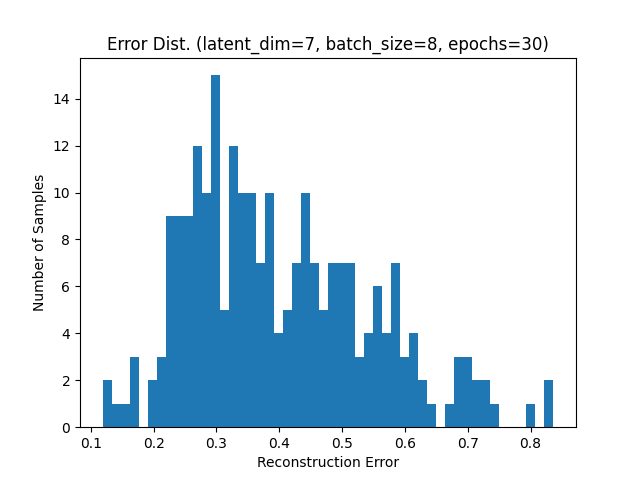 Error Dist. (latent_dim=7, batch_size=8, epochs=30)
14
12
10
8
6
4
2
0
Number of Samples
0.1 0.2 0.3 0.4 0.5 0.6 0.7 0.8
Reconstruction Error